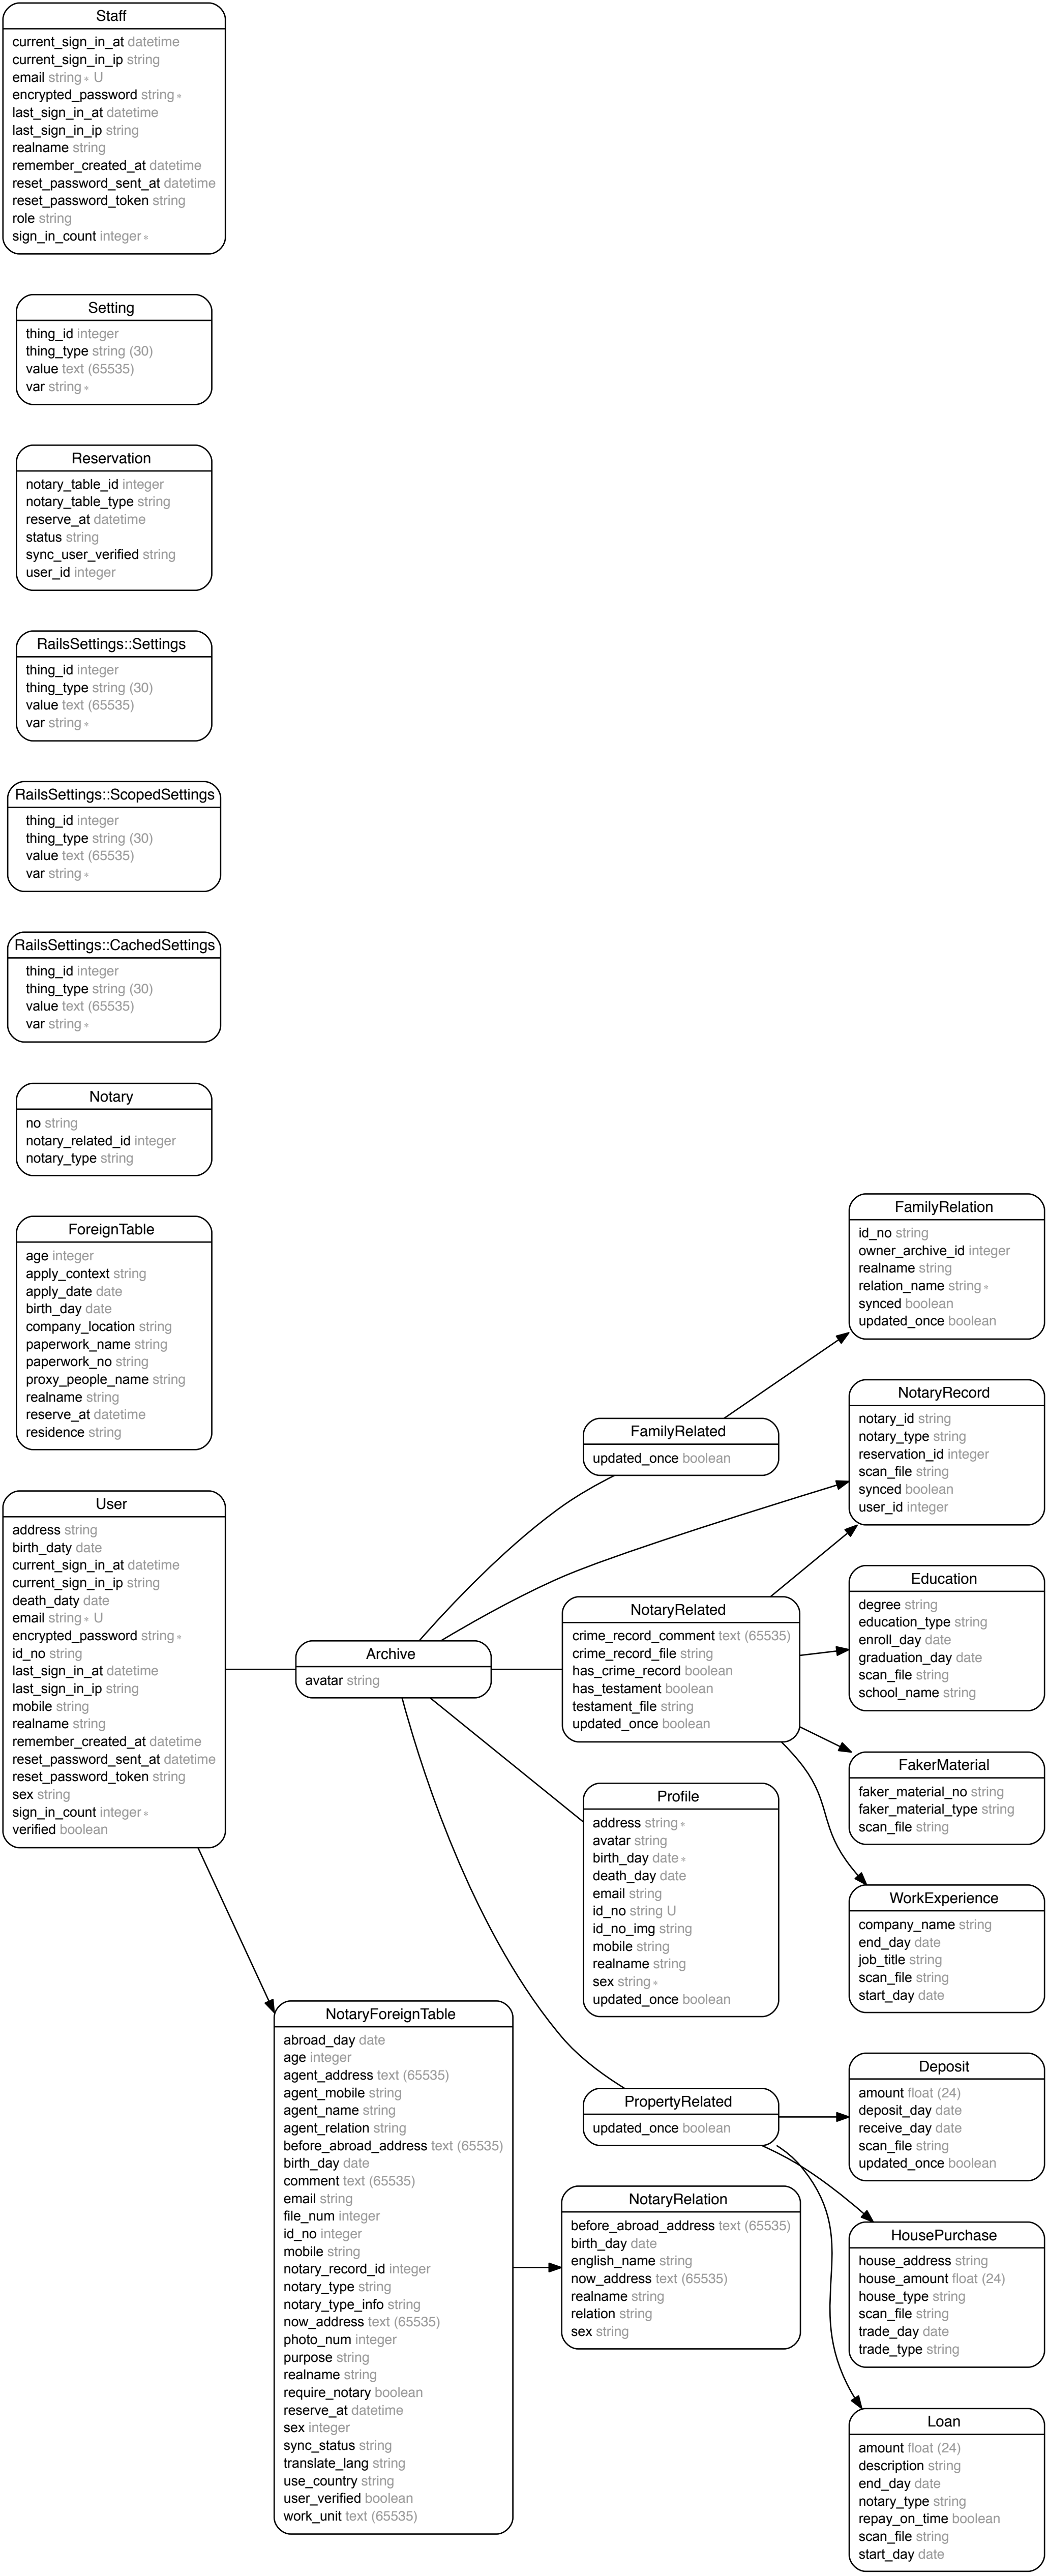 Staff
current_sign_in_at datetime
current_sign_in_ip string
email string ∗ U
encrypted_password string ∗
last_sign_in_at datetime
last_sign_in_ip string
realname string
remember_created_at datetime
reset_password_sent_at datetime
reset_password_token string
role string
sign_in_count integer ∗
Setting
thing_id integer
thing_type string (30)
value text (65535)
var string ∗
Reservation
notary_table_id integer
notary_table_type string
reserve_at datetime
status string
sync_user_verified string
user_id integer
RailsSettings::Settings
thing_id integer
thing_type string (30)
value text (65535)
var string ∗
RailsSettings::ScopedSettings
thing_id integer
thing_type string (30)
value text (65535)
var string ∗
RailsSettings::CachedSettings
thing_id integer
thing_type string (30)
value text (65535)
var string ∗
Notary
no string
notary_related_id integer
notary_type string
ForeignTable
age integer
apply_context string
apply_date date
birth_day date
company_location string
paperwork_name string
paperwork_no string
proxy_people_name string
realname string
reserve_at datetime
residence string
User
address string
birth_daty date
current_sign_in_at datetime
current_sign_in_ip string
death_daty date
email string ∗ U
encrypted_password string ∗
id_no string
last_sign_in_at datetime
last_sign_in_ip string
mobile string
realname string
remember_created_at datetime
reset_password_sent_at datetime
reset_password_token string
sex string
sign_in_count integer ∗
verified boolean
Archive
avatar string
NotaryForeignTable
abroad_day date
age integer
agent_address text (65535)
agent_mobile string
agent_name string
agent_relation string
before_abroad_address text (65535)
birth_day date
comment text (65535)
email string
file_num integer
id_no integer
mobile string
notary_record_id integer
notary_type string
notary_type_info string
now_address text (65535)
photo_num integer
purpose string
realname string
require_notary boolean
reserve_at datetime
sex integer
sync_status string
translate_lang string
use_country string
user_verified boolean
work_unit text (65535)
FamilyRelated
updated_once boolean
NotaryRelated
crime_record_comment text (65535)
crime_record_file string
has_crime_record boolean
has_testament boolean
testament_file string
updated_once boolean
Profile
address string ∗
avatar string
birth_day date ∗
death_day date
email string
id_no string U
id_no_img string
mobile string
realname string
sex string ∗
updated_once boolean
PropertyRelated
updated_once boolean
NotaryRelation
before_abroad_address text (65535)
birth_day date
english_name string
now_address text (65535)
realname string
relation string
sex string
FamilyRelation
id_no string
owner_archive_id integer
realname string
relation_name string ∗
synced boolean
updated_once boolean
NotaryRecord
notary_id string
notary_type string
reservation_id integer
scan_file string
synced boolean
user_id integer
Education
degree string
education_type string
enroll_day date
graduation_day date
scan_file string
school_name string
FakerMaterial
faker_material_no string
faker_material_type string
scan_file string
WorkExperience
company_name string
end_day date
job_title string
scan_file string
start_day date
Deposit
amount float (24)
deposit_day date
receive_day date
scan_file string
updated_once boolean
HousePurchase
house_address string
house_amount float (24)
house_type string
scan_file string
trade_day date
trade_type string
Loan
amount float (24)
description string
end_day date
notary_type string
repay_on_time boolean
scan_file string
start_day date